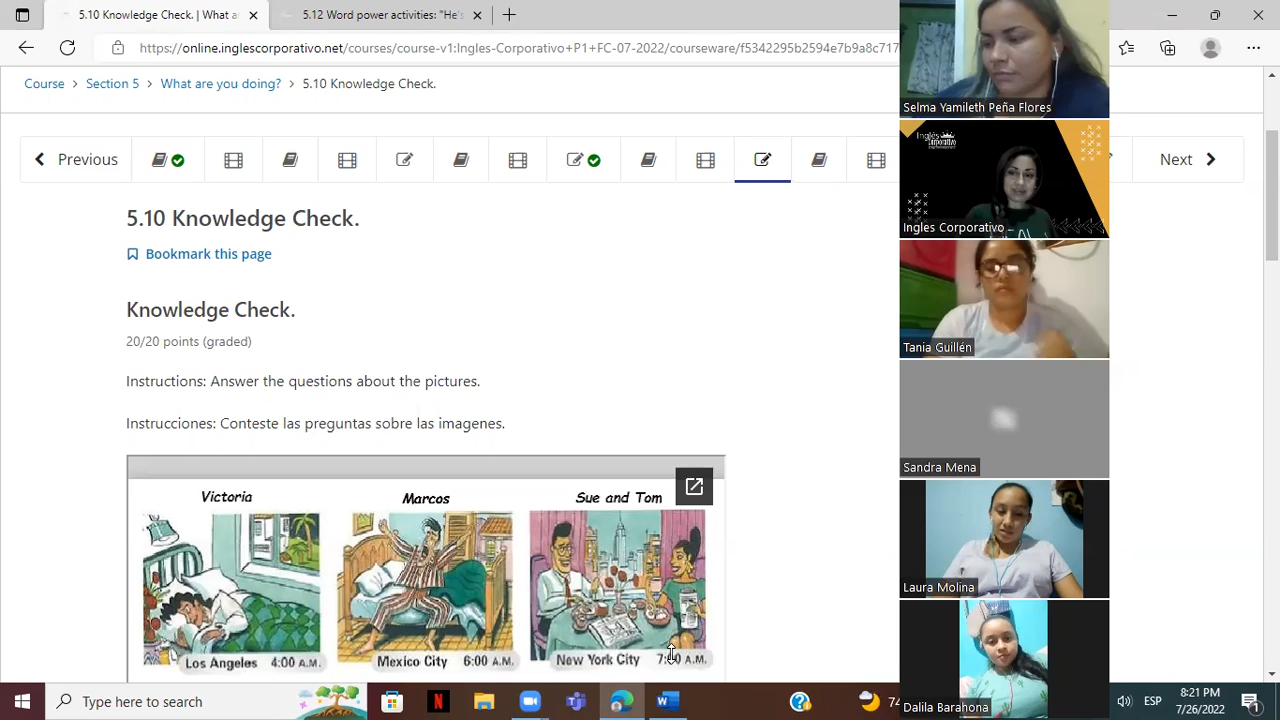 5.10 Knowledge Check. | What a
5.12 Word power activities: "He's
https://online.inglescorporativo.net/courses/course-v1:Ingles-Corporativo+P1+FC-07-2022/courseware/f5342295b2594e7b9a8c717
Course
Section 5
What are you doing?
5.10 Knowledge Check.
Previous
Next
5.10 Knowledge Check.
Bookmark this page
Knowledge Check.
20/20 points (graded)
Instructions: Answer the questions about the pictures.
Instrucciones: Conteste las preguntas sobre las imagenes.
Victoria
Marcos
Sue and Tom
Los Angeles 4:00 A.M.
Mexico City 6:00 A.M.
New York City 7:00 A.M.
Selma Yamileth Peña Flores
Inglés
Corporativo
Ingles Corporativo
Tania Guillén
Sandra Mena
Laura Molina
Dalila Barahona
Type here to search
ESP
8:21 PM
7/26/2022